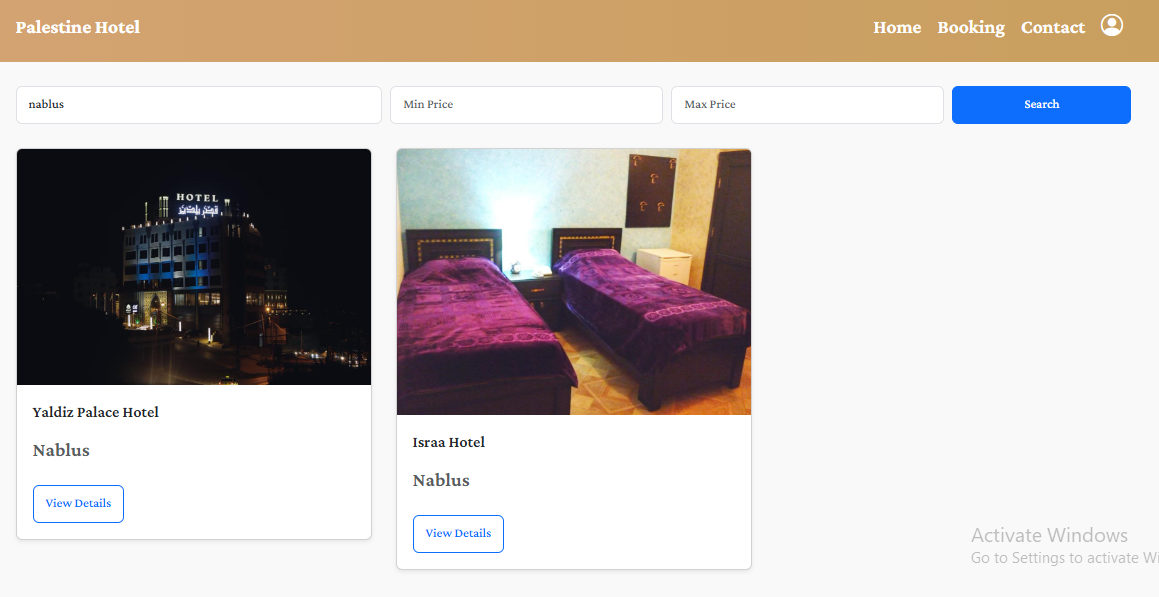 Palestine Hotel
Home Booking Contact
nablus
Min Price
Max Price
Search
HOTEL
Yaldiz Palace Hotel
Nablus
View Details
Israa Hotel
Nablus
View Details
Activate Windows
Go to Settings to activate Wi